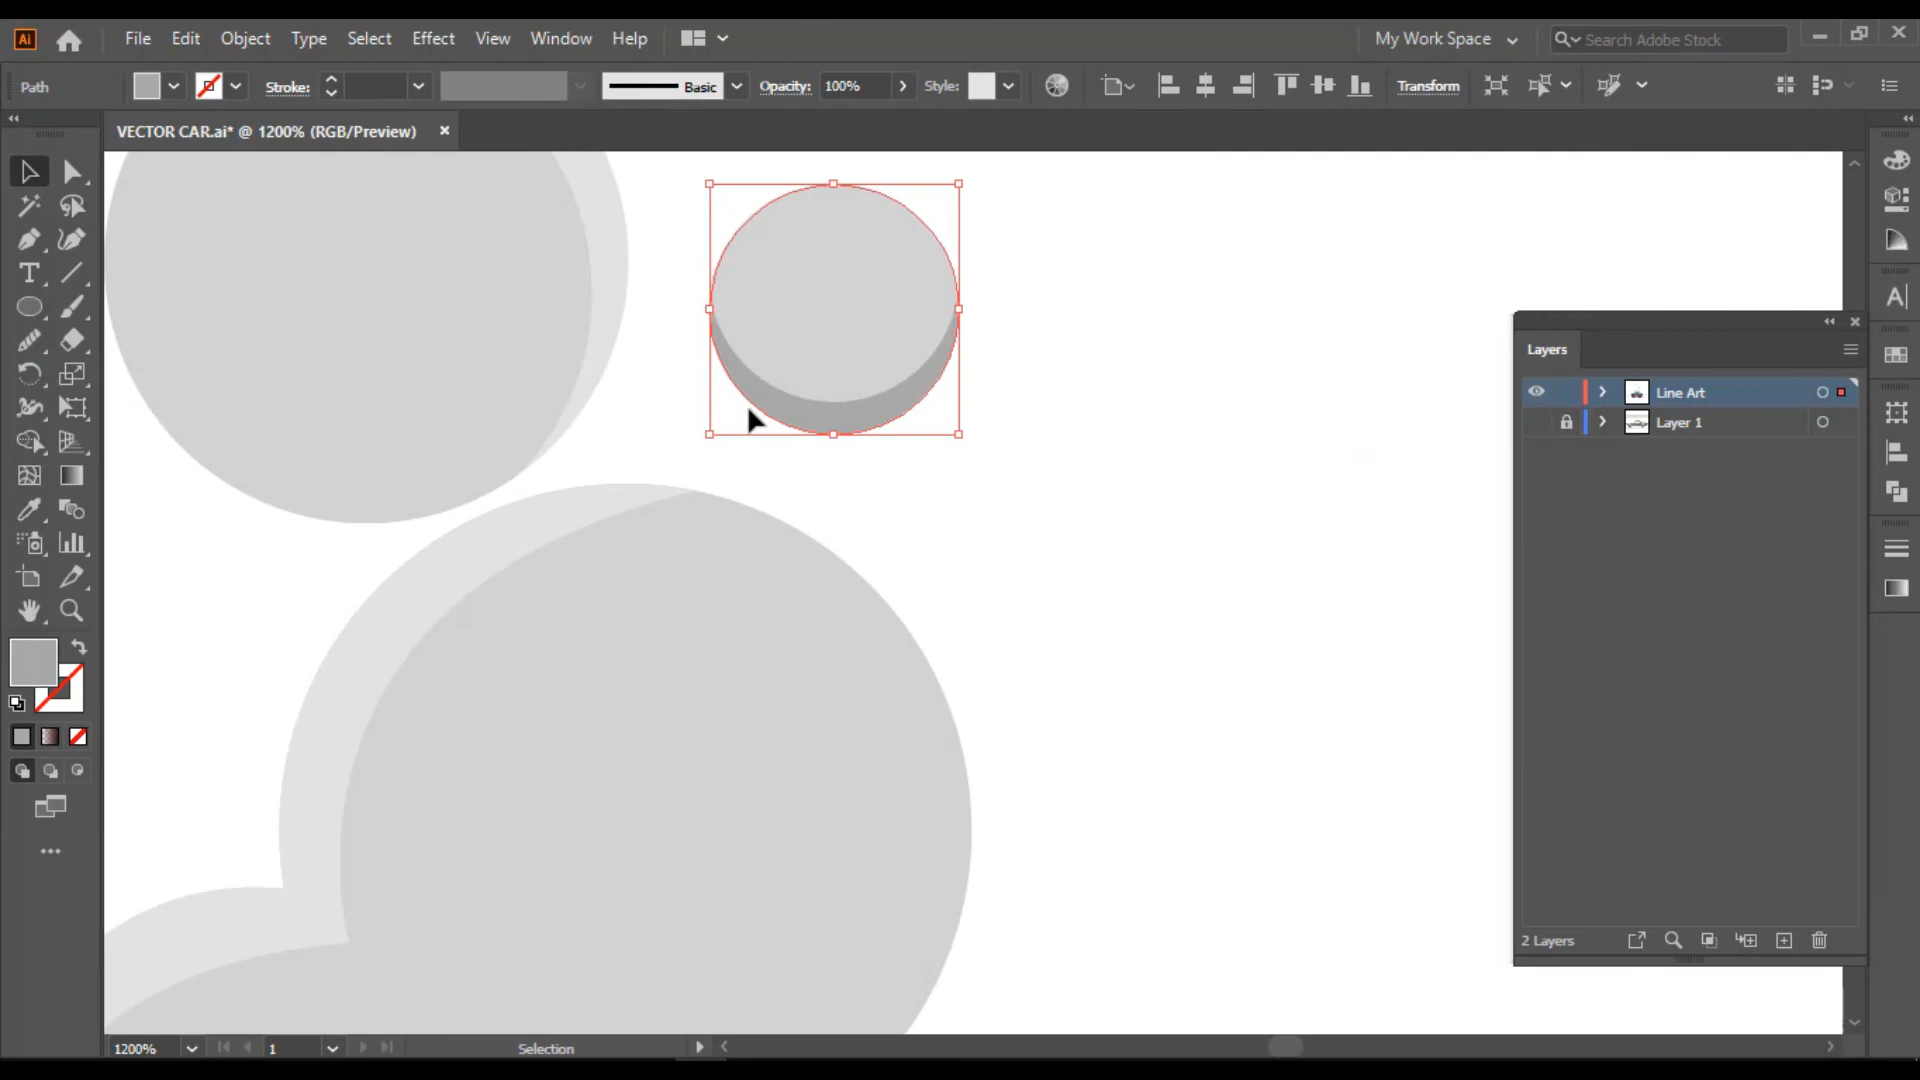 Ai File Edit Object Type Select Effect View Window Help My Work Space Search Adobe Stock
Path Stroke: Basic Opacity: 100% Style: Transform
VECTOR CAR.ai* @ 1200% (RGB/Preview)
Layers
Line Art
Layer 1
2 Layers
1200% 1 Selection